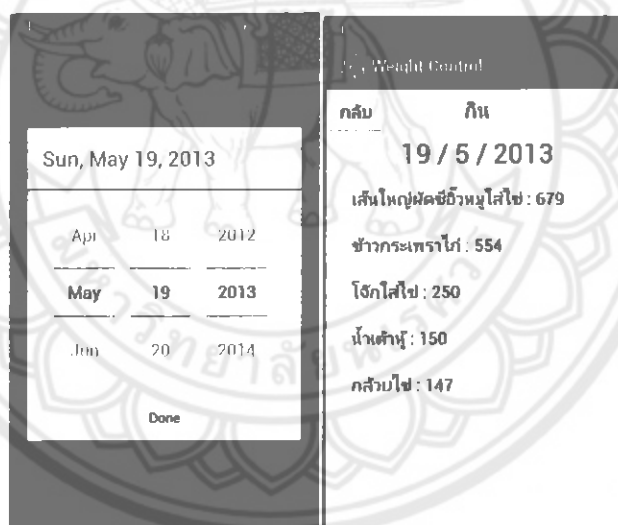 Sun, May 19, 2013
Apr 18 2012
May 19 2013
Jun 20 2014
Done
Weight Control
กลับ กิน
19 / 5 / 2013
เส้นใหญ่ผัดซีอิ๊วหมูใส่ไข่ : 679
ข้าวกระเพราไก่ : 554
โจ๊กใส่ไข่ : 250
น้ำเต้าหู้ : 150
กล้วยไข่ : 147